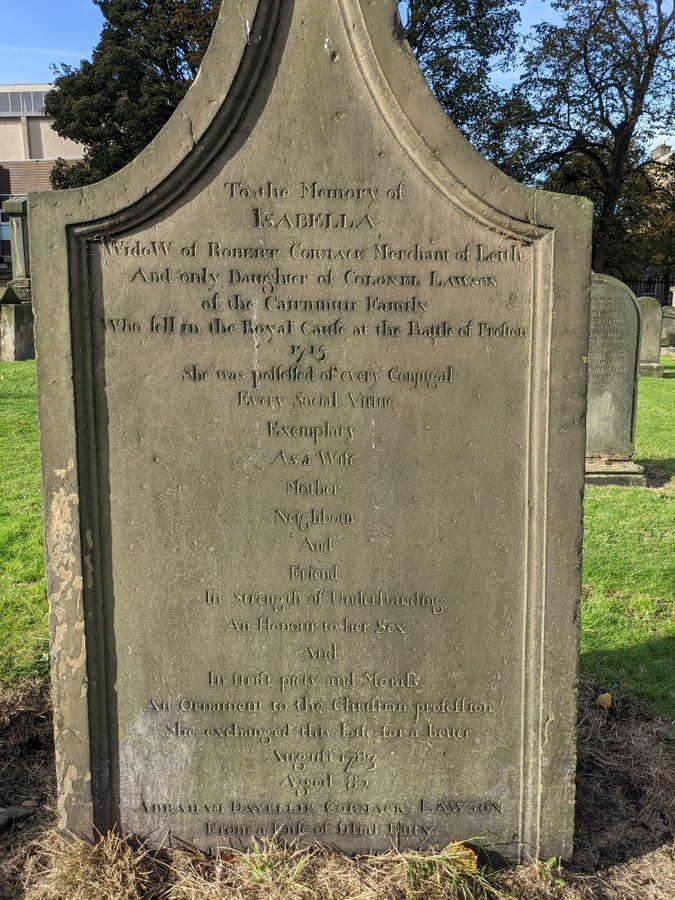 To the Memory of
ISABELLA
WidoW of ROBERT CORMACK Merchant of Leith
And only Daughter of COLONEL LAWSON
of the Cairnmuir Family
Who fell in the Royal Cauſe at the Battle of Preſton
1715
She was poſſeſſed of every Conjugal
Every Social Virtue
Exemplary
As a Wife
Mother
Neighbour
And
Friend
In Strength of Underſtanding
An Honour to her Sex
And
In ſtrict piety and Morals
An Ornament to the Chriſtian profeſſion
She exchanged this Life for a better
August 1783
Aged 82
ABRAHAM CORMACK LAWSON
From a ſenſe of filial Duty